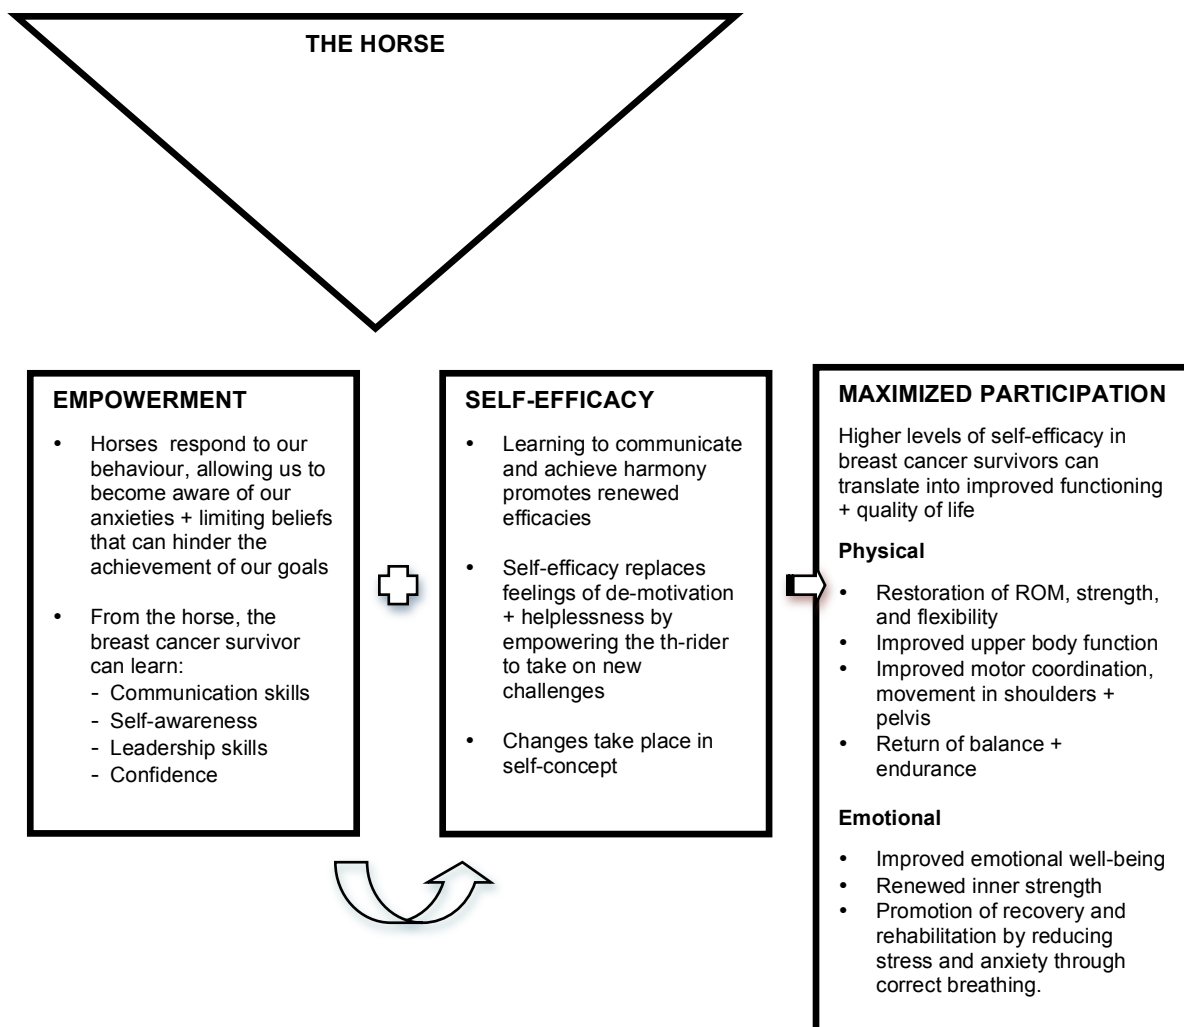 THE HORSE
EMPOWERMENT
• Horses respond to our
behaviour, allowing us to
become aware of our
anxieties + limiting beliefs
that can hinder the
achievement of our goals
• From the horse, the
breast cancer survivor
can learn:
- Communication skills
- Self-awareness
- Leadership skills
- Confidence
SELF-EFFICACY
• Learning to communicate
and achieve harmony
promotes renewed
efficacies
• Self-efficacy replaces
feelings of de-motivation
+ helplessness by
empowering the th-rider
to take on new
challenges
• Changes take place in
self-concept
MAXIMIZED PARTICIPATION
Higher levels of self-efficacy in
breast cancer survivors can
translate into improved functioning
+ quality of life
Physical
• Restoration of ROM, strength,
and flexibility
• Improved upper body function
• Improved motor coordination,
movement in shoulders +
pelvis
• Return of balance +
endurance
Emotional
• Improved emotional well-being
• Renewed inner strength
• Promotion of recovery and
rehabilitation by reducing
stress and anxiety through
correct breathing.